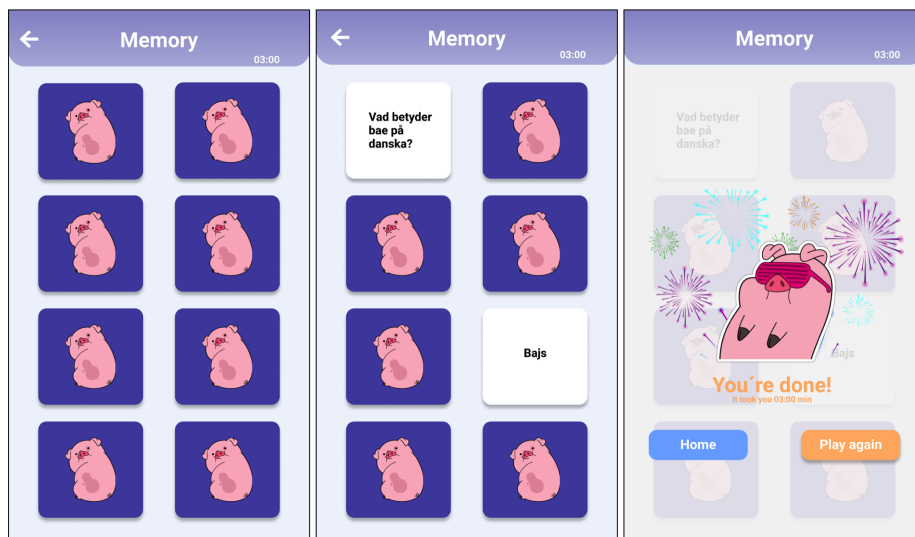 Memory
03:00
Memory
03:00
Vad betyder
bae på
danska?
Bajs
Memory
03:00
Vad betyder
bae på
danska?
Bajs
You´re done!
It took you 03:00 min
Home
Play again